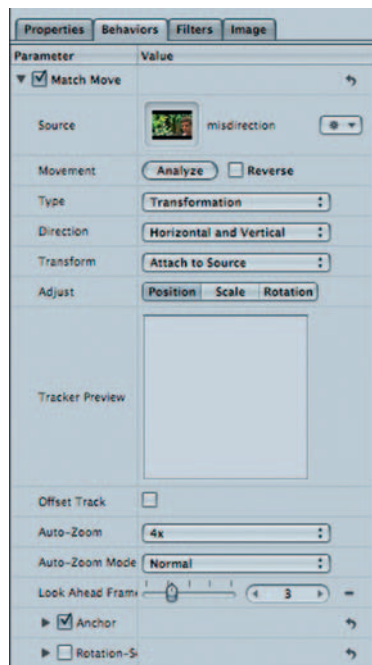 Properties Behaviors Filters Image
Parameter Value
Match Move
Source misdirection
Movement Analyze Reverse
Type Transformation
Direction Horizontal and Vertical
Transform Attach to Source
Adjust Position Scale Rotation
Tracker Preview
Offset Track
Auto-Zoom 4x
Auto-Zoom Mode Normal
Look Ahead Fram 3
Anchor
Rotation-S